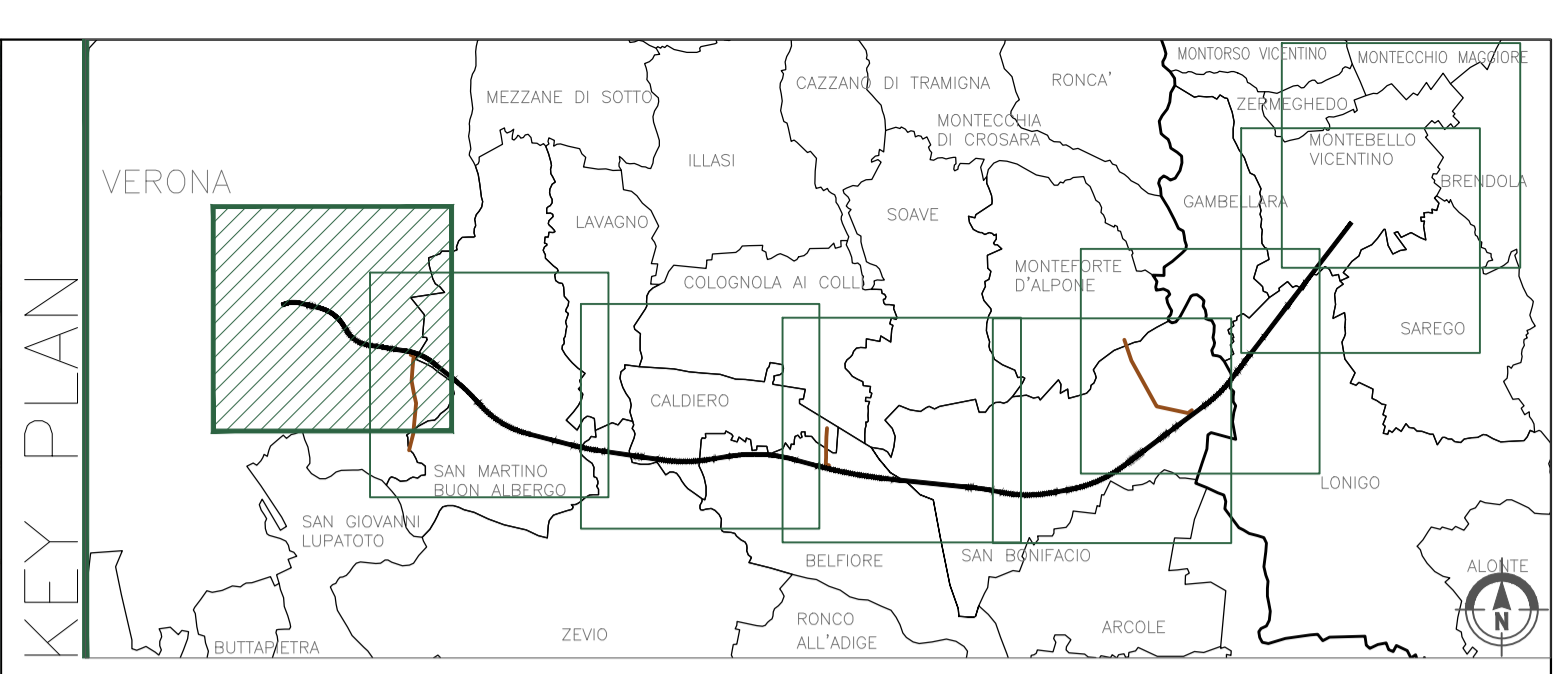 KEY PLAN
VERONA
MEZZANE DI SOTTO
ILLASI
LAVAGNO
CAZZANO DI TRAMIGNA
MONTECCHIA
DI CROSARA
RONCA'
MONTORSO VICENTINO
MONTECCHIO MAGGIORE
ZERMEGHEDO
MONTEBELLO
VICENTINO
BRENDOLA
GAMBELLARA
SOAVE
MONTEFORTE
D'ALPONE
COLOGNOLA AI COLLI
SAREGO
CALDIERO
SAN MARTINO
BUON ALBERGO
LONIGO
SAN GIOVANNI
LUPATOTO
BELFIORE
SAN BONIFACIO
ALONTE
N
RONCO
ALL'ADIGE
ARCOLE
ZEVIO
BUTTAPIETRA